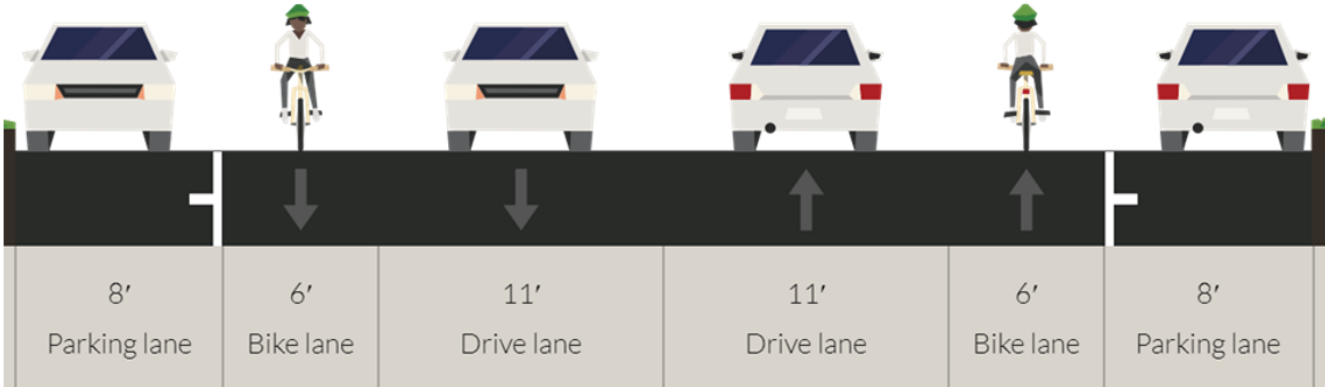 8′ 6′ 11′ 11′ 6′ 8′
Parking lane Bike lane Drive lane Drive lane Bike lane Parking lane